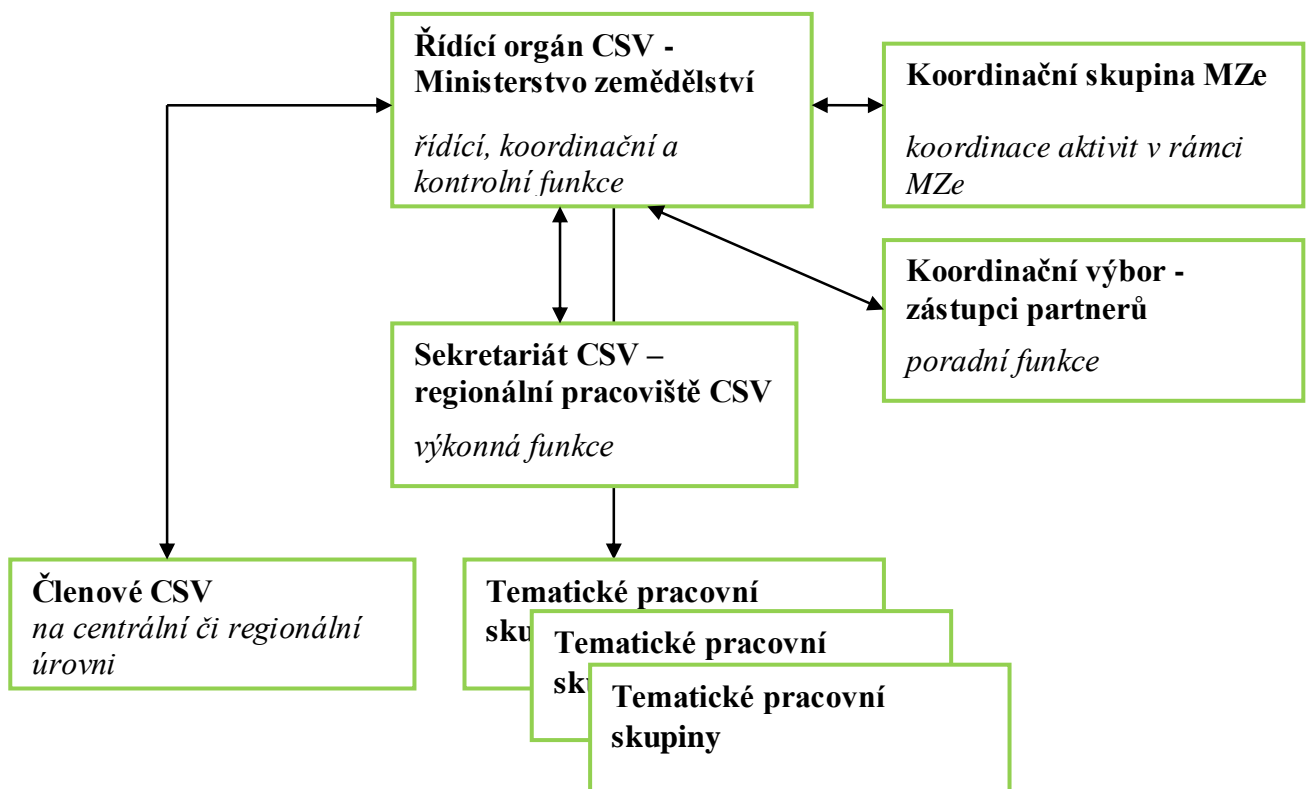 Řídící orgán CSV -
Ministerstvo zemědělství
řídící, koordinační a
kontrolní funkce
Koordinační skupina MZe
koordinace aktivit v rámci
MZe
Koordinační výbor -
zástupci partnerů
poradní funkce
Sekretariát CSV –
regionální pracoviště CSV
výkonná funkce
Členové CSV
na centrální či regionální
úrovni
Tematické pracovní
sku
Tematické pracovní
sk
Tematické pracovní
skupiny